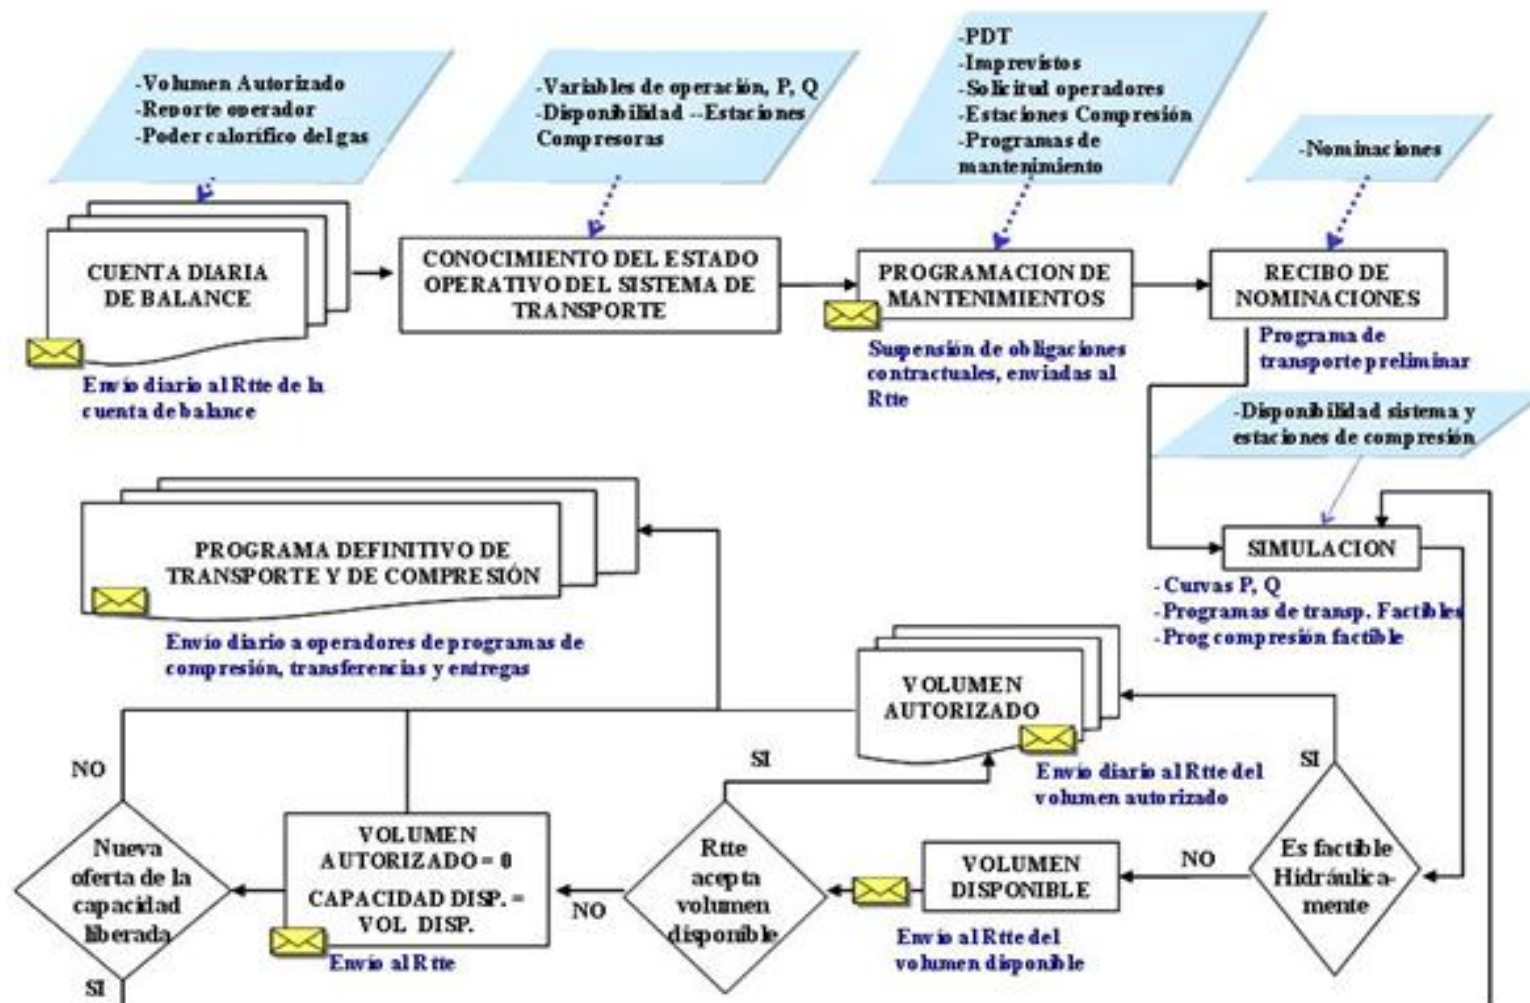 -Volumen Autorizado
-Reporte operador
-Poder calorífico del gas
-Variables de operación, P, Q
-Disponibilidad --Estaciones
Compresoras
-PDT
-Imprevistos
-Solicitud operadores
-Estaciones Compresión
-Programas de
mantenimiento
-Nominaciones
CUENTA DIARIA
DE BALANCE
CONOCIMIENTO DEL ESTADO
OPERATIVO DEL SISTEMA DE
TRANSPORTE
PROGRAMACION DE
MANTENIMIENTOS
RECIBO DE
NOMINACIONES
Envío diario al Rtte de la
cuenta de balance
Suspensión de obligaciones
contractuales, enviadas al
Rtte
Programa de
transporte preliminar
-Disponibilidad sistema y
estaciones de compresión
PROGRAMA DEFINITIVO DE
TRANSPORTE Y DE COMPRESIÓN
SIMULACION
Envío diario a operadores de programas de
compresión, transferencias y entregas
- Curvas P, Q
-Programas de transp. Factibles
-Prog compresión factible
VOLUMEN
AUTORIZADO
Envío diario al Rtte del
volumen autorizado
NO
SI
SI
Nueva
oferta de la
capacidad
liberada
VOLUMEN
AUTORIZADO = 0
CAPACIDAD DISP. =
VOL DISP.
Envío al Rtte
NO
Rtte
acepta
volumen
disponible
VOLUMEN
DISPONIBLE
Envío al Rtte del
volumen disponible
NO
Es factible
Hidráulica-
mente
SI